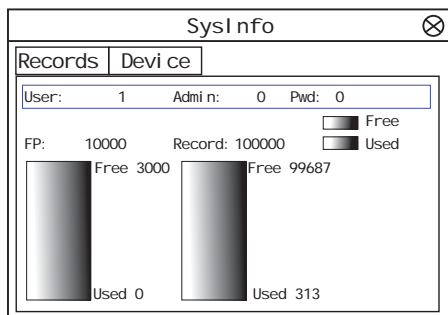 SysInfo
Records Device
User: 1 Admin: 0 Pwd: 0
Free
FP: 10000 Record: 100000 Used
Free 3000 Free 99687
Used 0 Used 313